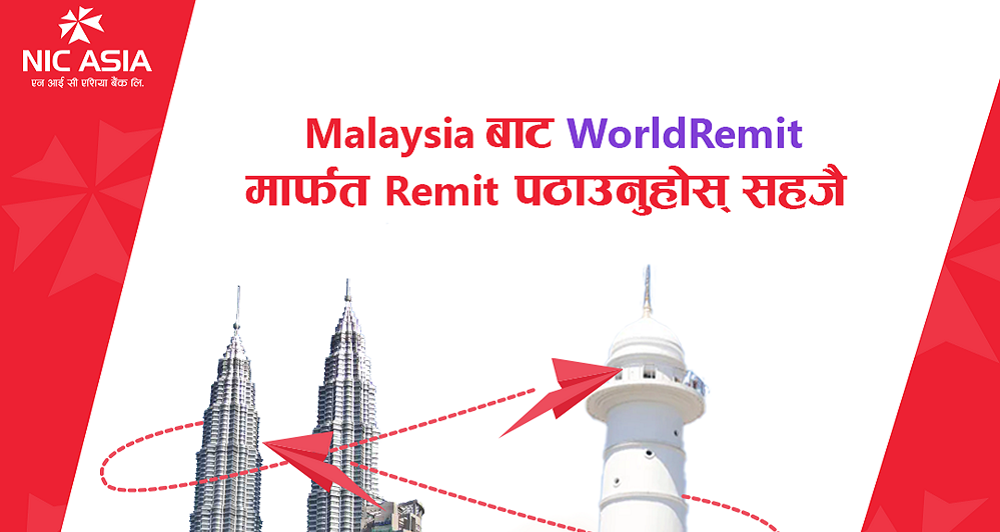 NIC ASIA
एन आई सी एशिया बैंक लि.
Malaysia बाट WorldRemit
मार्फत Remit पठाउनुहोस् सहजै